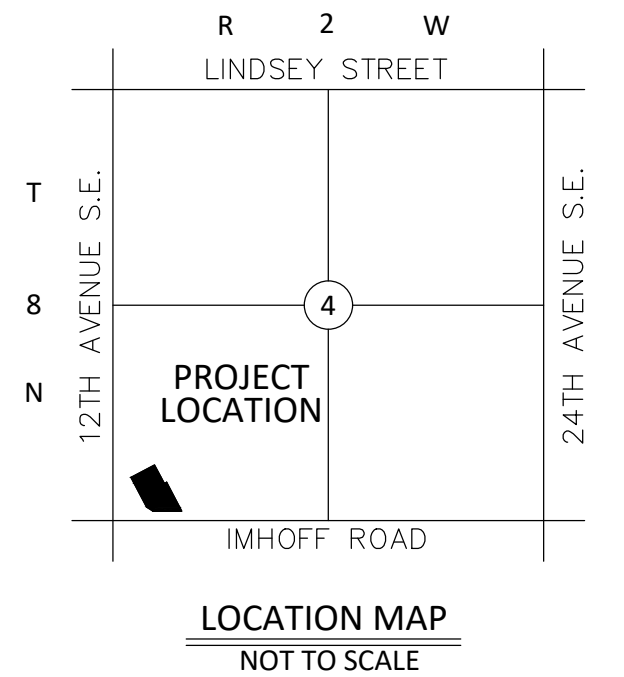 R 2 W
LINDSEY STREET
T
8
N
12TH AVENUE S.E.
24TH AVENUE S.E.
4
PROJECT
LOCATION
IMHOFF ROAD
LOCATION MAP
NOT TO SCALE